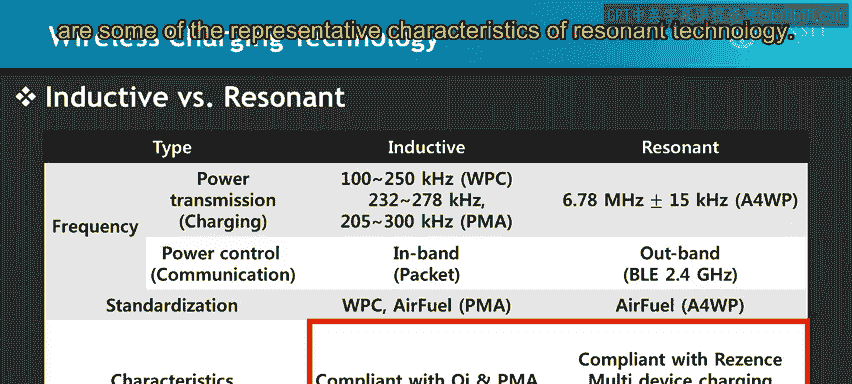 are some of the representative characteristics of resonant technology.
Wireless Charging Technology
❖ Inductive vs. Resonant
Type Inductive Resonant
Frequency
Power transmission (Charging)
100~250 kHz (WPC)
232~278 kHz,
205~300 kHz (PMA)
6.78 MHz ± 15 kHz (A4WP)
Power control (Communication)
In-band
(Packet)
Out-band
(BLE 2.4 GHz)
Standardization WPC, AirFuel (PMA) AirFuel (A4WP)
Characteristics
Compliant with Qi & PMA
Compliant with Rezence
Multi device charging